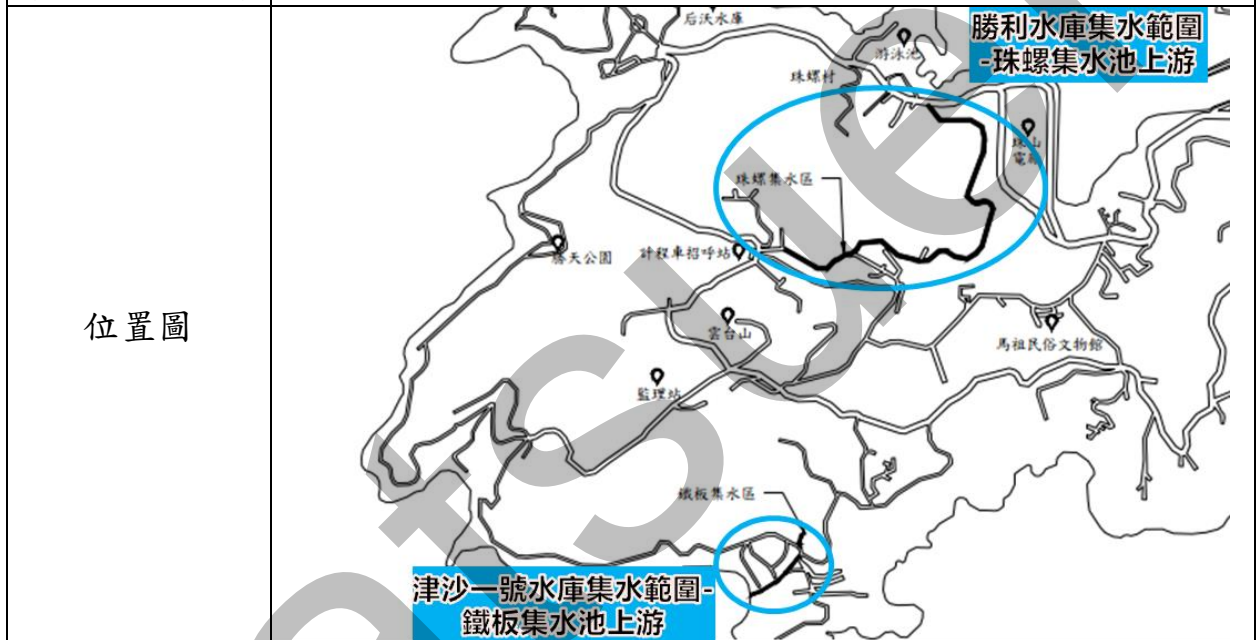 位置圖
后沃水庫
勝利水庫集水範圍
-珠螺集水池上游
游泳池
珠螺村
珠山
電廠
珠螺集水區
計程車招呼站
勝天公園
雲台山
馬祖民俗文物館
監理站
鐵板集水區
津沙一號水庫集水範圍-
鐵板集水池上游